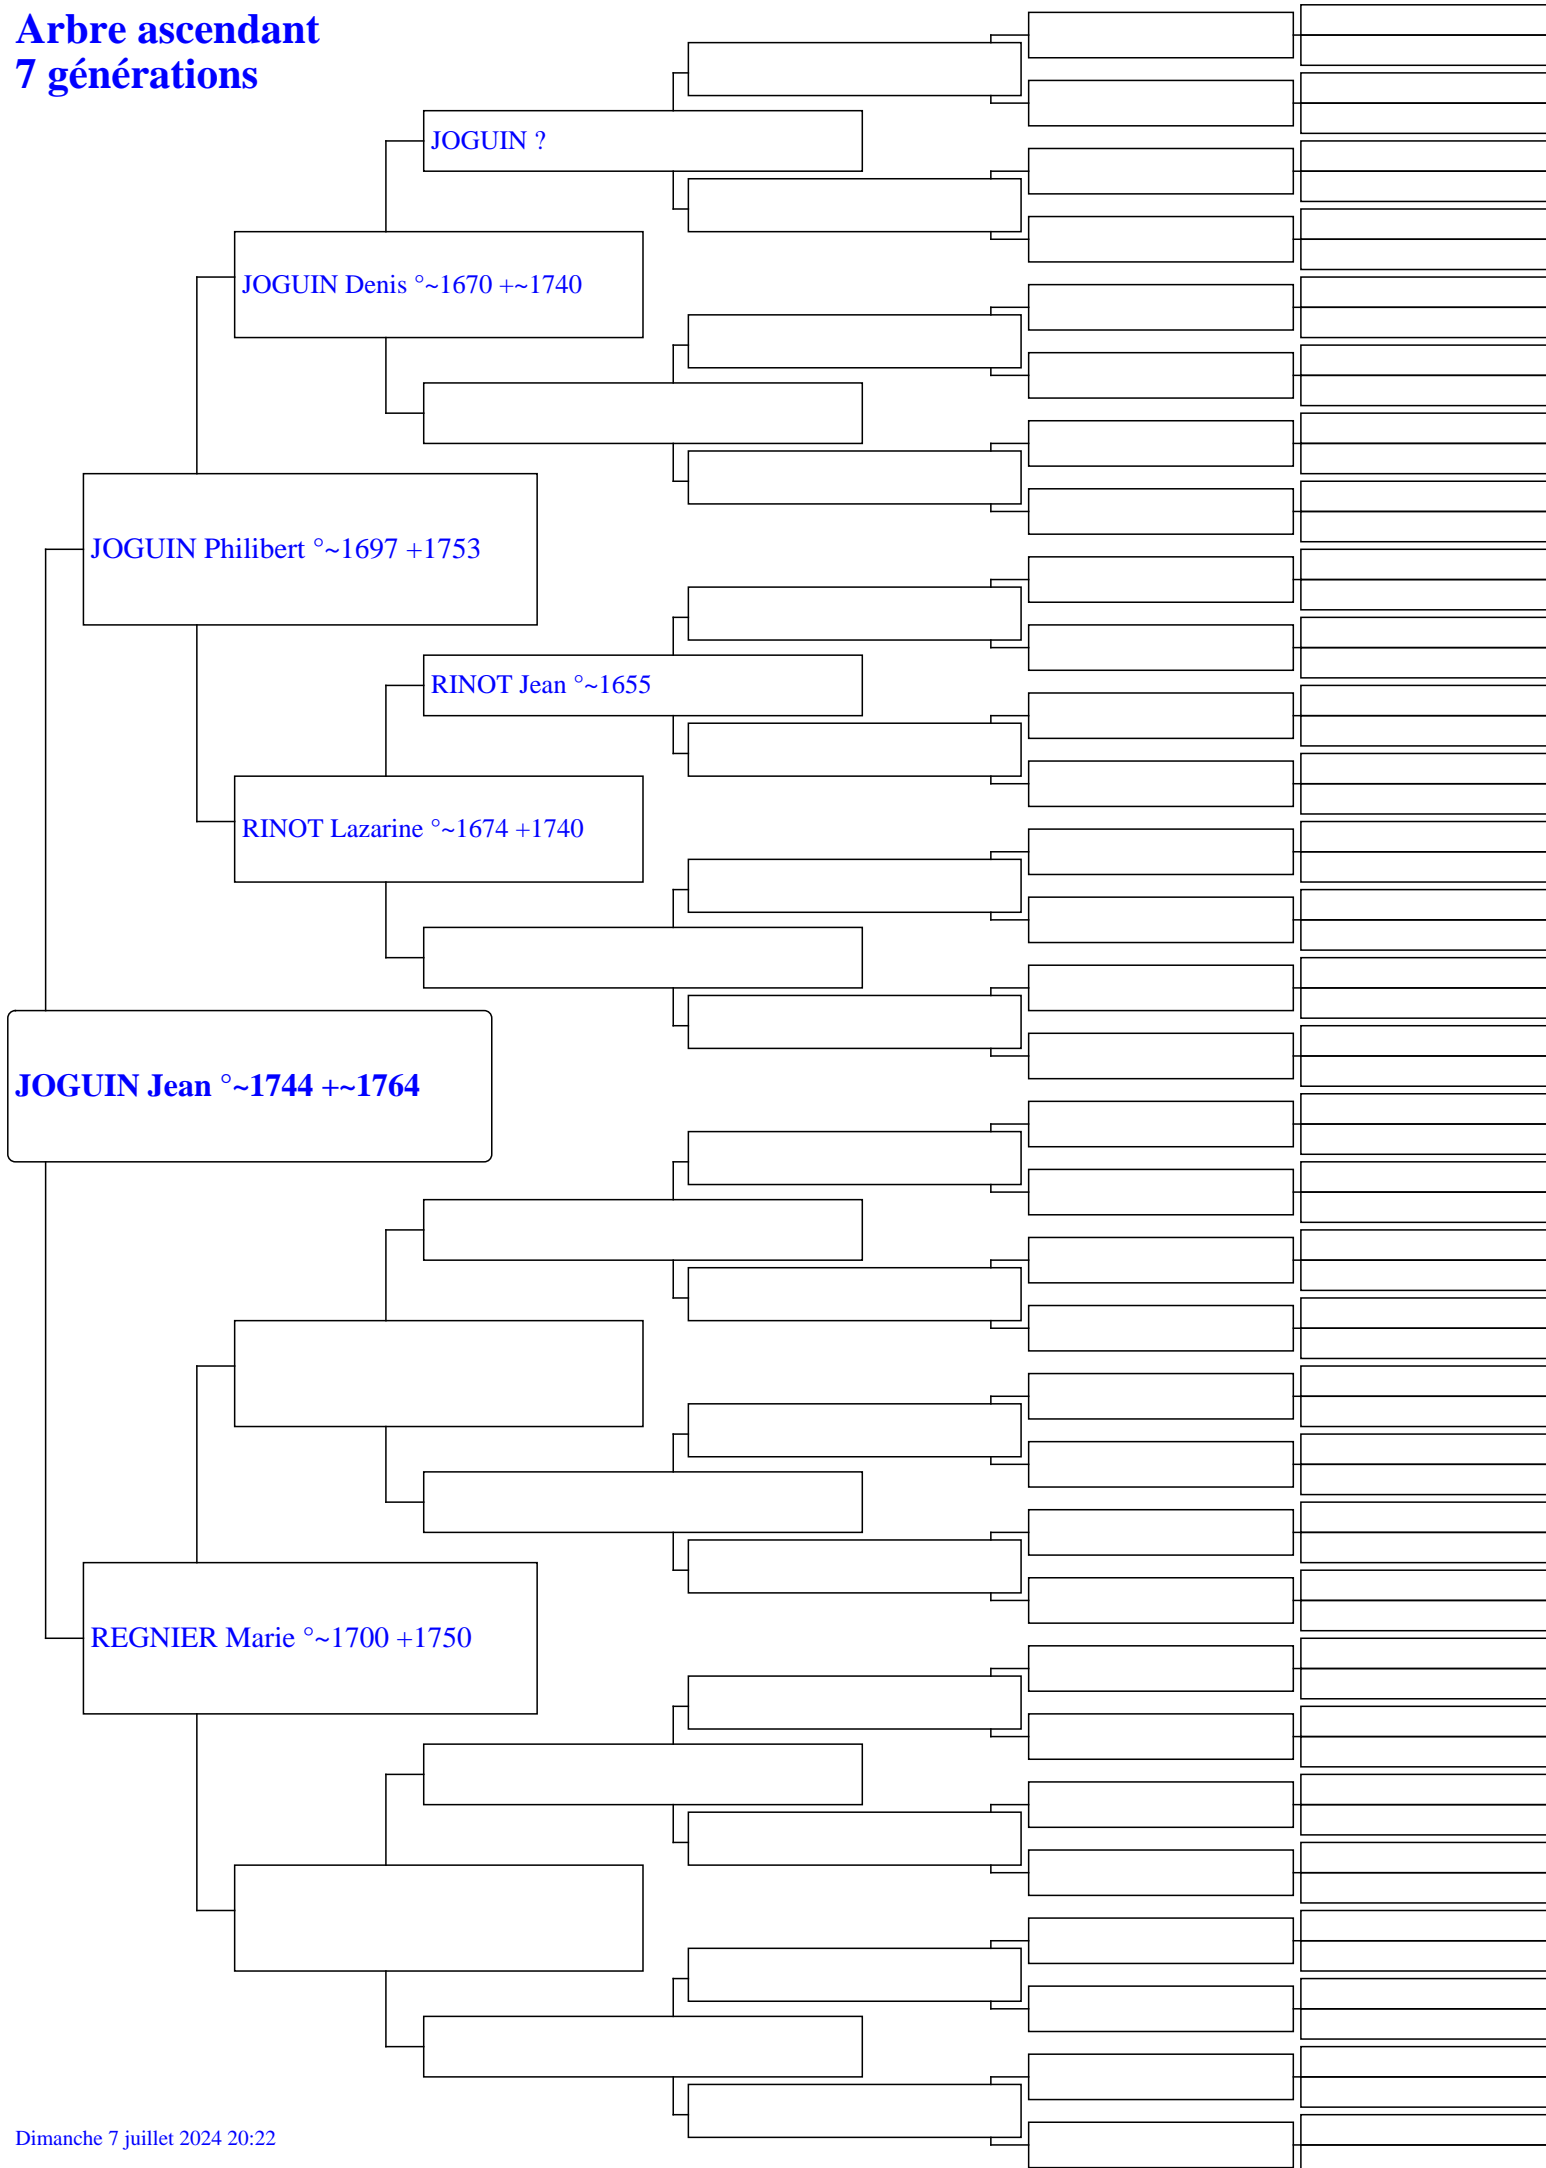 Arbre ascendant
7 générations
JOGUIN ?
JOGUIN Denis °~1670 +~1740
JOGUIN Philibert °~1697 +1753
RINOT Jean °~1655
RINOT Lazarine °~1674 +1740
JOGUIN Jean °~1744 +~1764
REGNIER Marie °~1700 +1750
Dimanche 7 juillet 2024 20:22